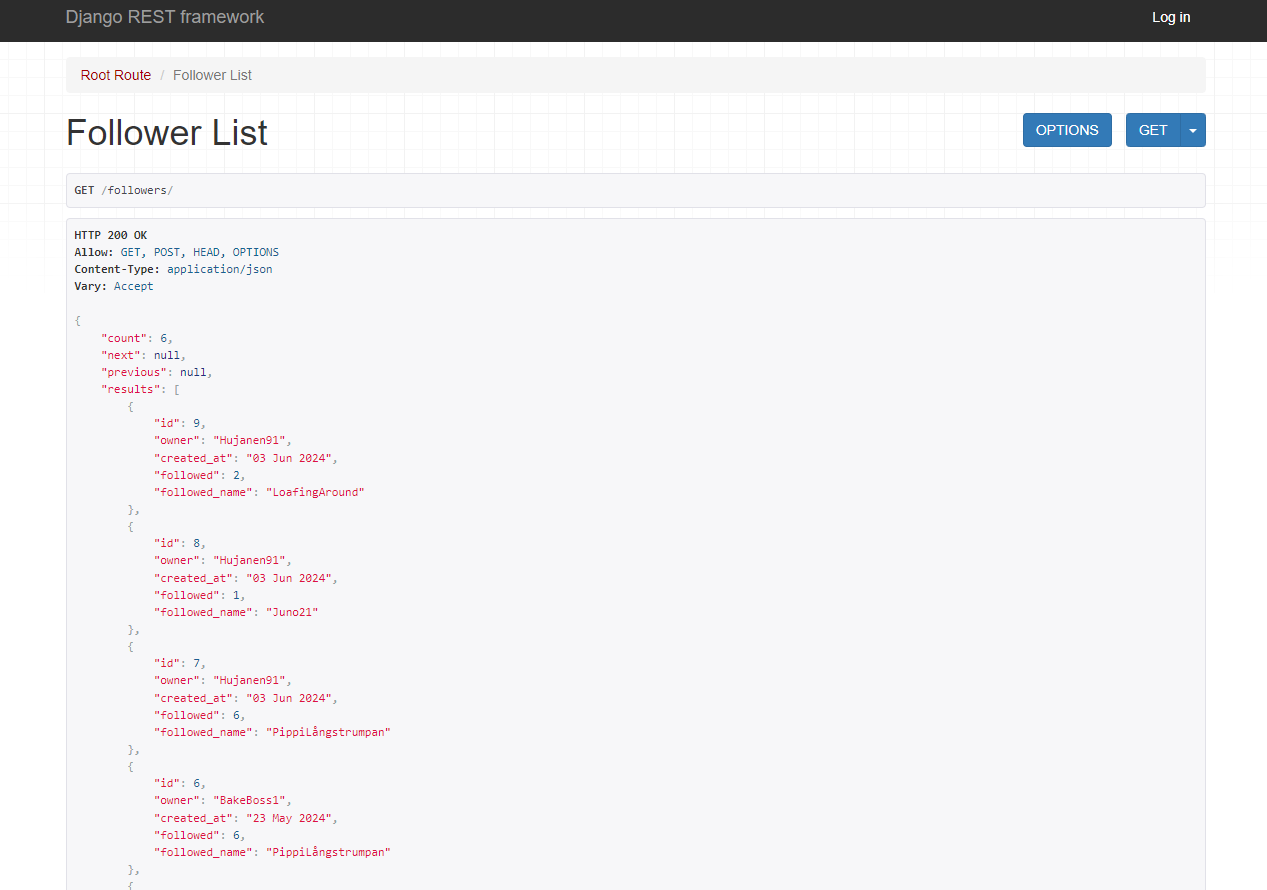 Django REST framework
Log in
Root Route / Follower List
Follower List
OPTIONS
GET
GET /followers/
HTTP 200 OK
Allow: GET, POST, HEAD, OPTIONS
Content-Type: application/json
Vary: Accept
{
    "count": 6,
    "next": null,
    "previous": null,
    "results": [
        {
            "id": 9,
            "owner": "Hujanen91",
            "created_at": "03 Jun 2024",
            "followed": 2,
            "followed_name": "LoafingAround"
        },
        {
            "id": 8,
            "owner": "Hujanen91",
            "created_at": "03 Jun 2024",
            "followed": 1,
            "followed_name": "Juno21"
        },
        {
            "id": 7,
            "owner": "Hujanen91",
            "created_at": "03 Jun 2024",
            "followed": 6,
            "followed_name": "PippiLångstrumpan"
        },
        {
            "id": 6,
            "owner": "BakeBoss1",
            "created_at": "23 May 2024",
            "followed": 6,
            "followed_name": "PippiLångstrumpan"
        },
        {